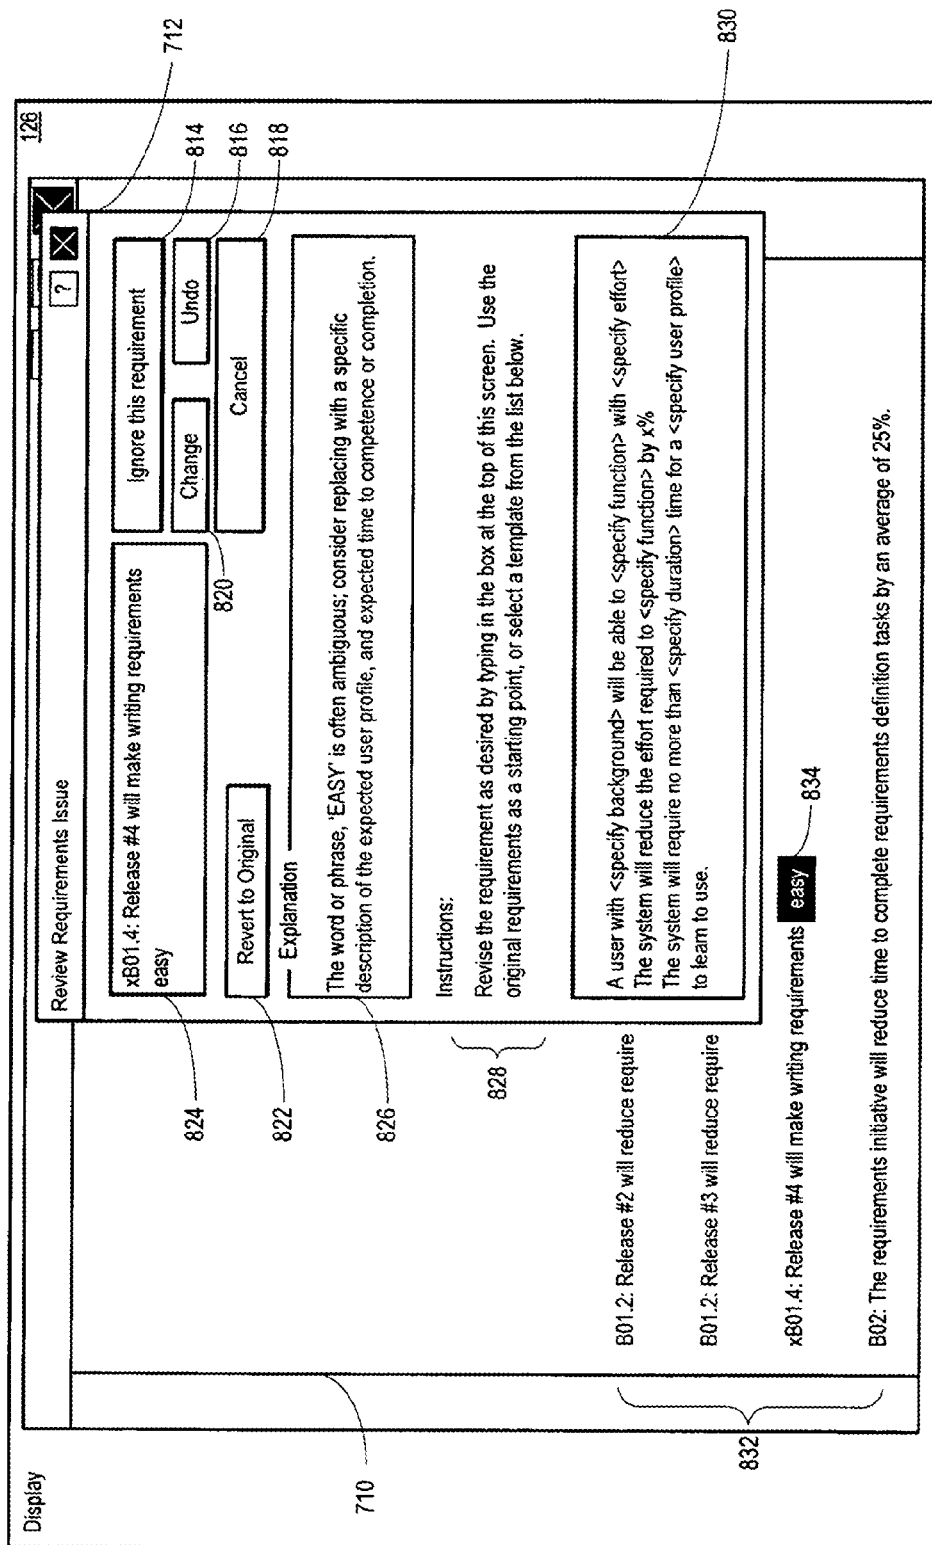 Display
126
712
Review Requirements Issue
?
xB01.4: Release #4 will make writing requirements
easy
Ignore this requirement
814
Change
Undo
816
820
Cancel
818
824
Revert to Original
822
Explanation
The word or phrase, 'EASY' is often ambiguous; consider replacing with a specific
description of the expected user profile, and expected time to competence or completion.
826
Instructions:
Revise the requirement as desired by typing in the box at the top of this screen. Use the
original requirements as a starting point, or select a template from the list below.
828
A user with <specify background> will be able to <specify function> with <specify effort>
The system will reduce the effort required to <specify function> by x%
The system will require no more than <specify duration> time for a <specify user profile>
to learn to use.
830
710
B01.2: Release #2 will reduce require
B01.2: Release #3 will reduce require
xB01.4: Release #4 will make writing requirements easy
834
B02: The requirements initiative will reduce time to complete requirements definition tasks by an average of 25%.
832